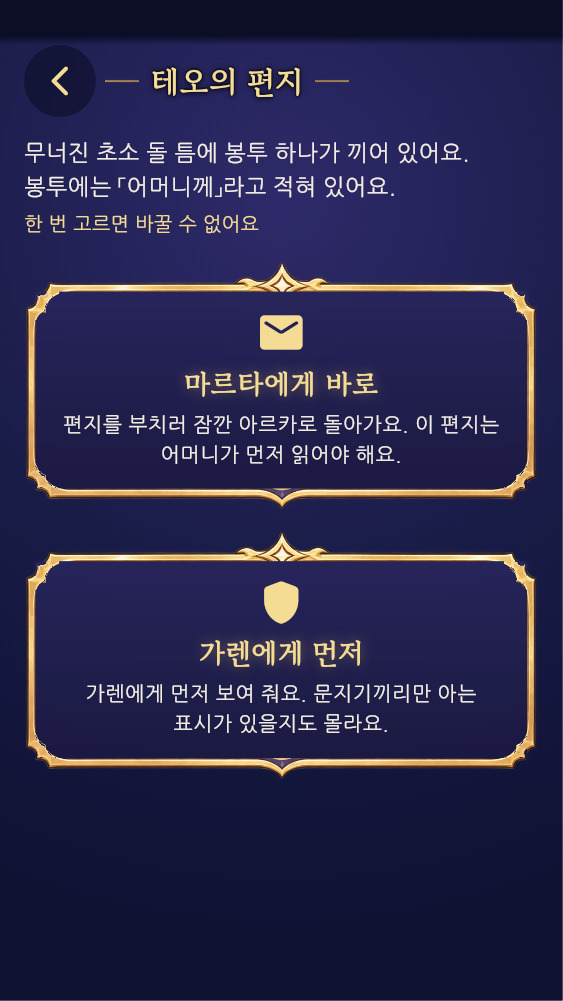 테오의 편지
무너진 초소 돌 틈에 봉투 하나가 끼어 있어요.
봉투에는 「어머니께」라고 적혀 있어요.
한 번 고르면 바꿀 수 없어요
마르타에게 바로
편지를 부치러 잠깐 아르카로 돌아가요. 이 편지는
어머니가 먼저 읽어야 해요.
가렌에게 먼저
가렌에게 먼저 보여 줘요. 문지기끼리만 아는
표시가 있을지도 몰라요.